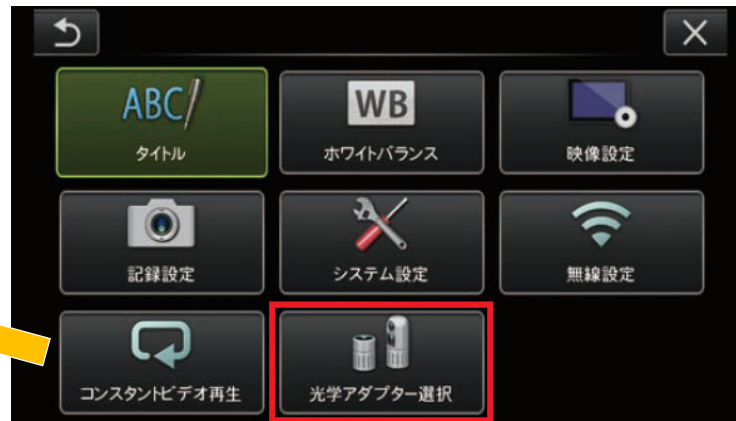 ABC
タイトル
WB
ホワイトバランス
映像設定
記録設定
システム設定
無線設定
コンスタントビデオ再生
光学アダプター選択